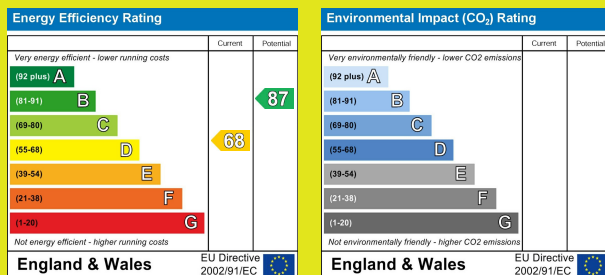 Energy Efficiency Rating
Current Potential
Very energy efficient - lower running costs
(92 plus) A
(81-91) B
87
(69-80) C
(55-68) D
68
(39-54) E
(21-38) F
(1-20) G
Not energy efficient - higher running costs
England & Wales
EU Directive
2002/91/EC
Environmental Impact (CO2) Rating
Current Potential
Very environmentally friendly - lower CO2 emissions
(92 plus) A
(81-91) B
(69-80) C
(55-68) D
(39-54) E
(21-38) F
(1-20) G
Not environmentally friendly - higher CO2 emissions
England & Wales
EU Directive
2002/91/EC